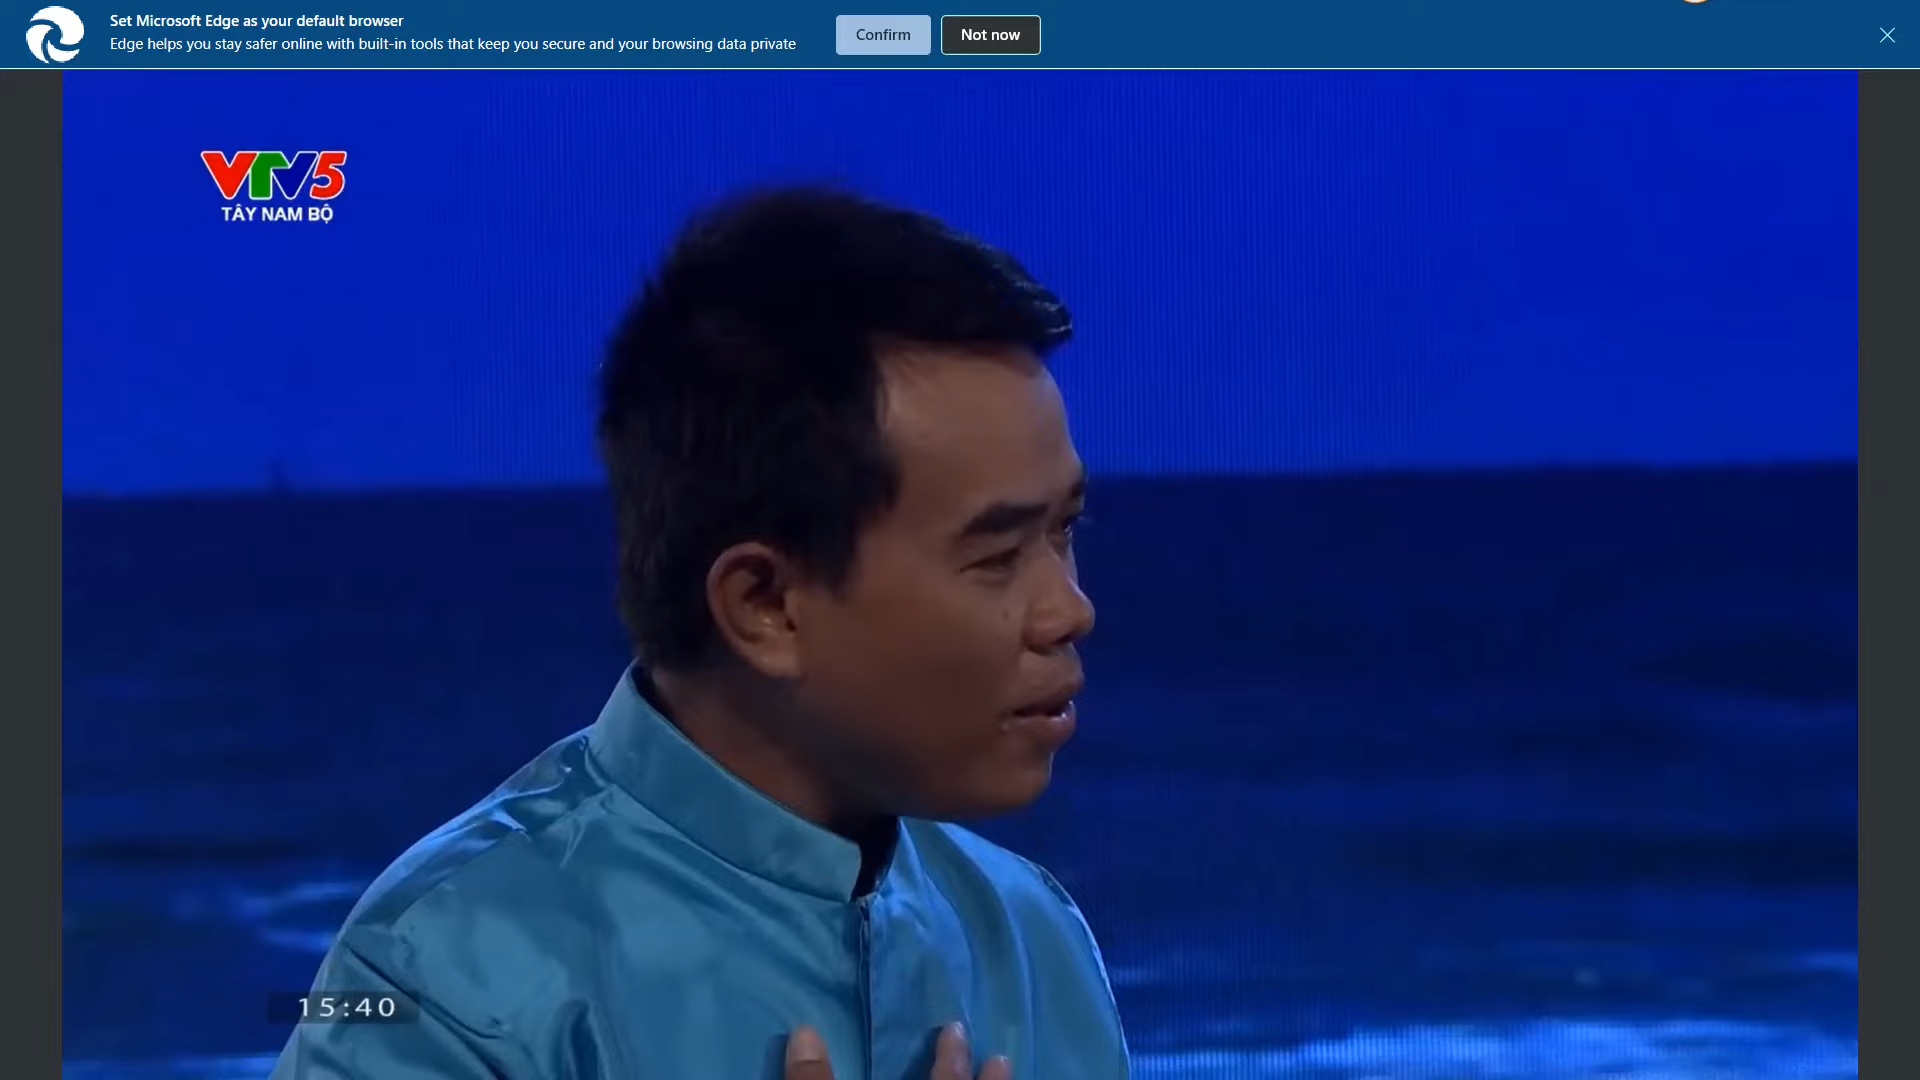 Set Microsoft Edge as your default browser
Edge helps you stay safer online with built-in tools that keep you secure and your browsing data private
Confirm
Not now
VTV5
TÂY NAM BỘ
15:40